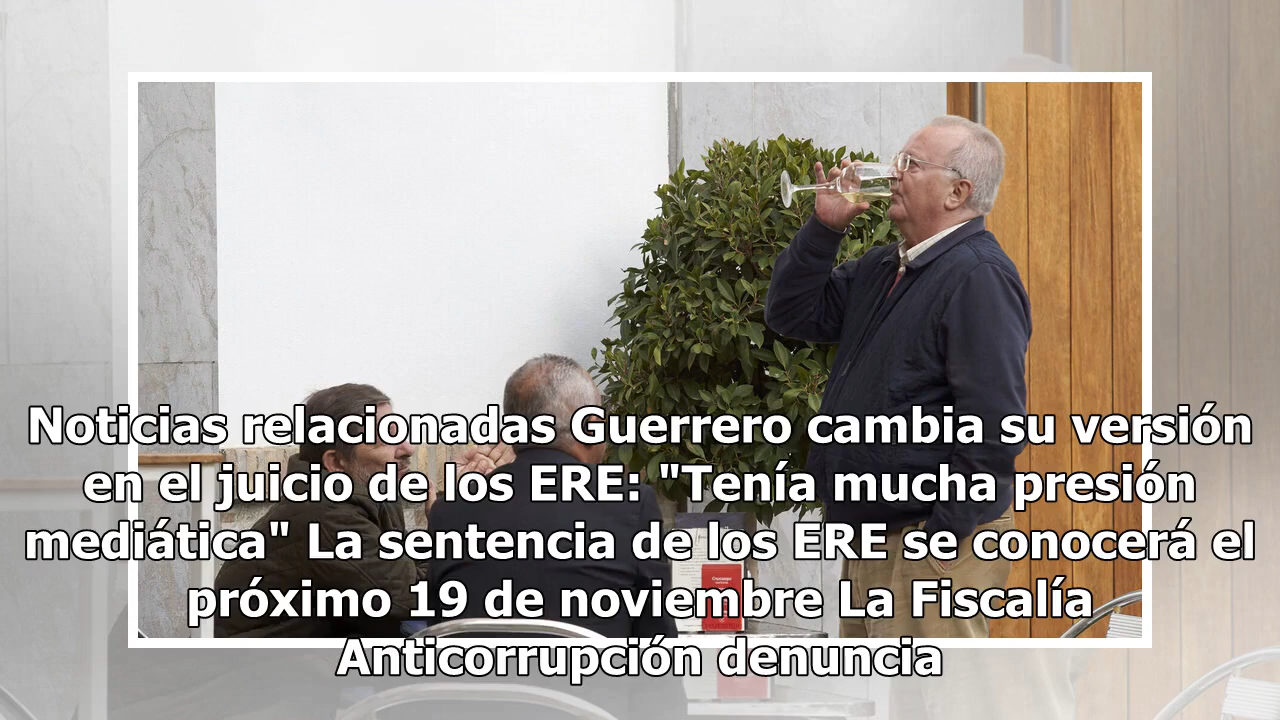 Noticias relacionadas Guerrero cambia su versión
en el juicio de los ERE: "Tenía mucha presión
mediática" La sentencia de los ERE se conocerá el
próximo 19 de noviembre La Fiscalía
Anticorrupción denuncia